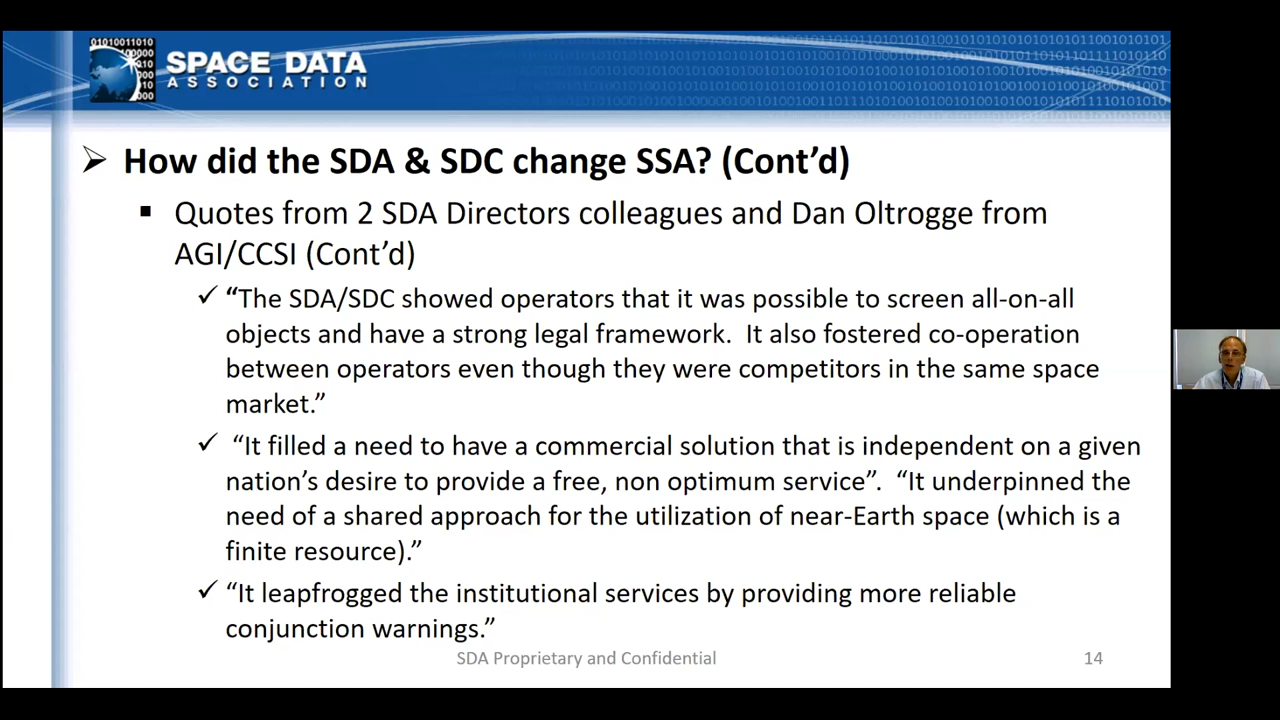 01010011010
0000
010
000
010
000
SPACE DATA
ASSOCIATION
➢ How did the SDA & SDC change SSA? (Cont’d)
▪ Quotes from 2 SDA Directors colleagues and Dan Oltrogge from
AGI/CCSI (Cont’d)
✓ “The SDA/SDC showed operators that it was possible to screen all-on-all
objects and have a strong legal framework. It also fostered co-operation
between operators even though they were competitors in the same space
market.”
✓ “It filled a need to have a commercial solution that is independent on a given
nation’s desire to provide a free, non optimum service”. “It underpinned the
need of a shared approach for the utilization of near-Earth space (which is a
finite resource).”
✓ “It leapfrogged the institutional services by providing more reliable
conjunction warnings.”
SDA Proprietary and Confidential
14